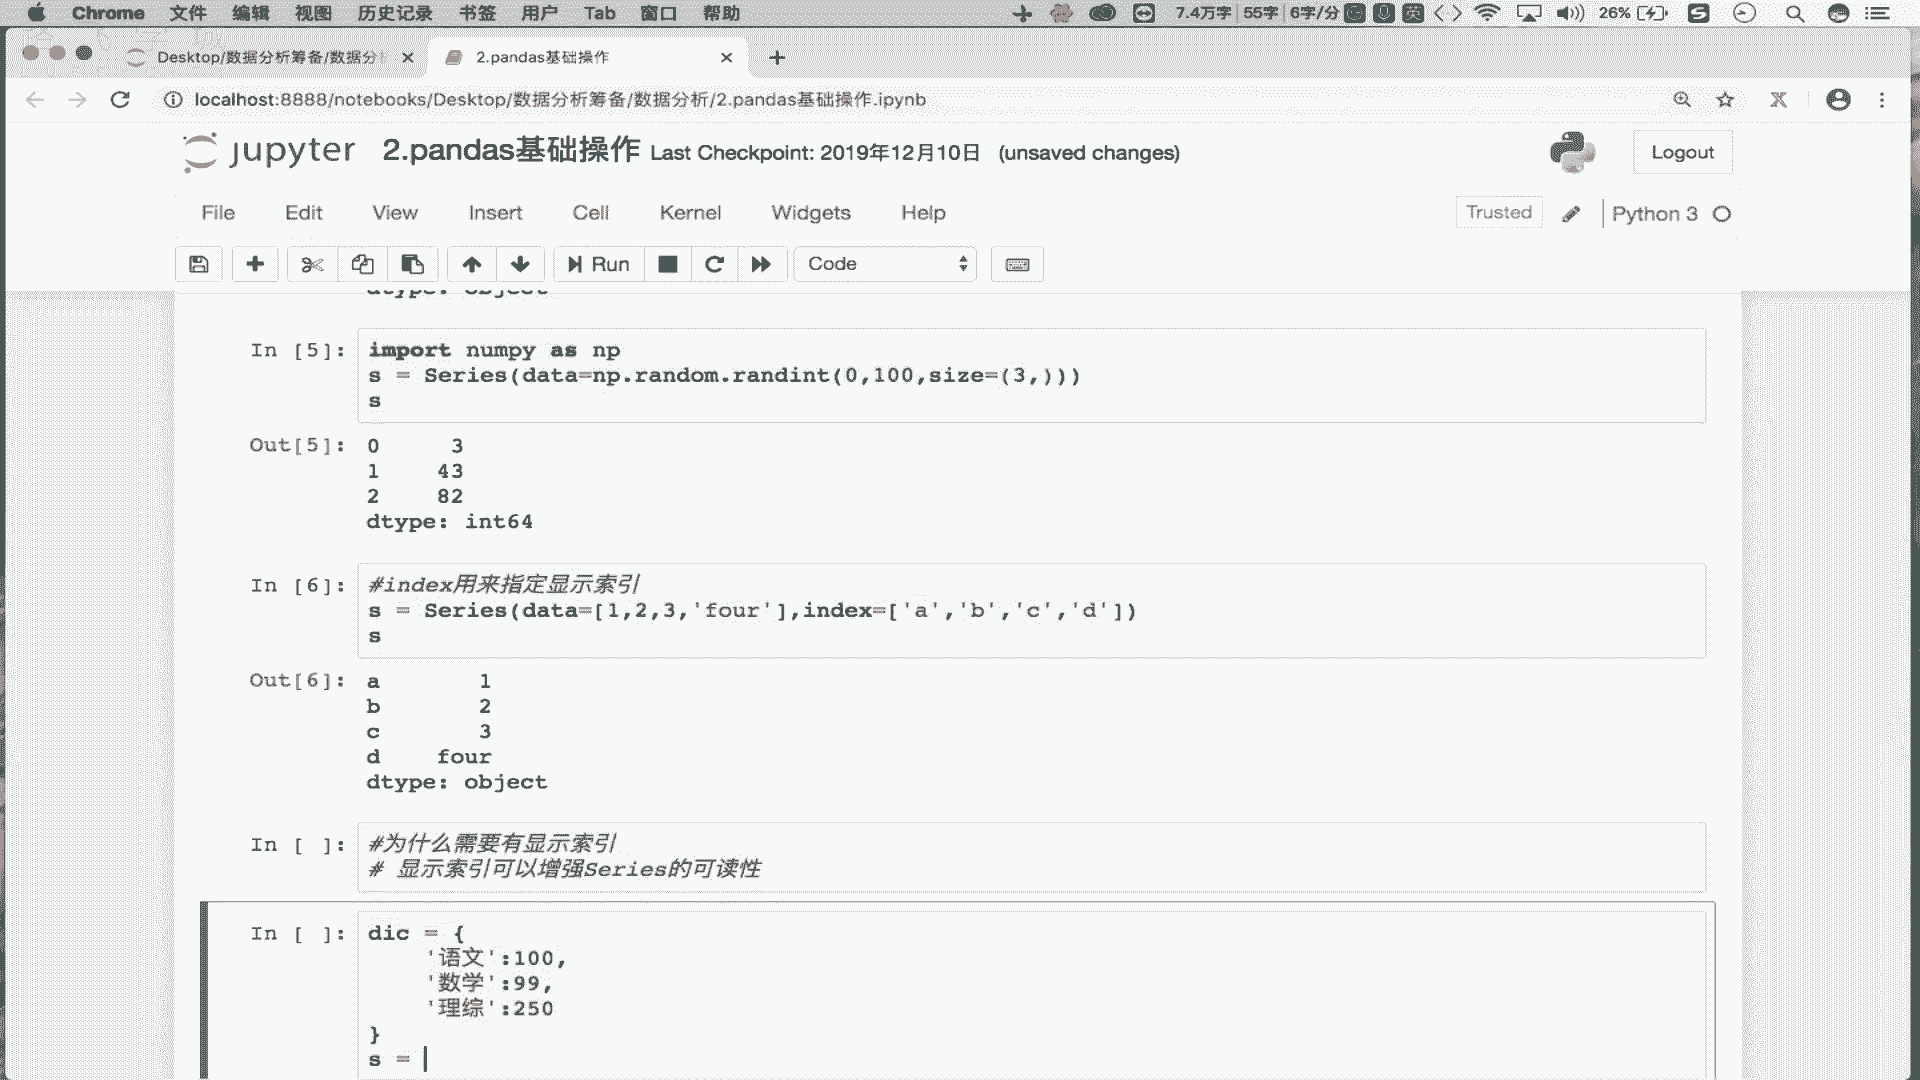 Chrome 文件 编辑 视图 历史记录 书签 用户 Tab 窗口 帮助 7.4万字 55字 6字/分 英 26%
Desktop/数据分析筹备/数据分 2.pandas基础操作
localhost:8888/notebooks/Desktop/数据分析筹备/数据分析/2.pandas基础操作.ipynb
jupyter 2.pandas基础操作 Last Checkpoint: 2019年12月10日 (unsaved changes) Logout
File Edit View Insert Cell Kernel Widgets Help Trusted Python 3
Run Code
dtype: object
In [5]: import numpy as np
s = Series(data=np.random.randint(0,100,size=(3,)))
s
Out[5]: 0 3
1 43
2 82
dtype: int64
In [6]: #index用来指定显示索引
s = Series(data=[1,2,3,'four'],index=['a','b','c','d'])
s
Out[6]: a 1
b 2
c 3
d four
dtype: object
In [ ]: #为什么需要有显示索引
# 显示索引可以增强Series的可读性
In [ ]: dic = {
'语文':100,
'数学':99,
'理综':250
}
s =